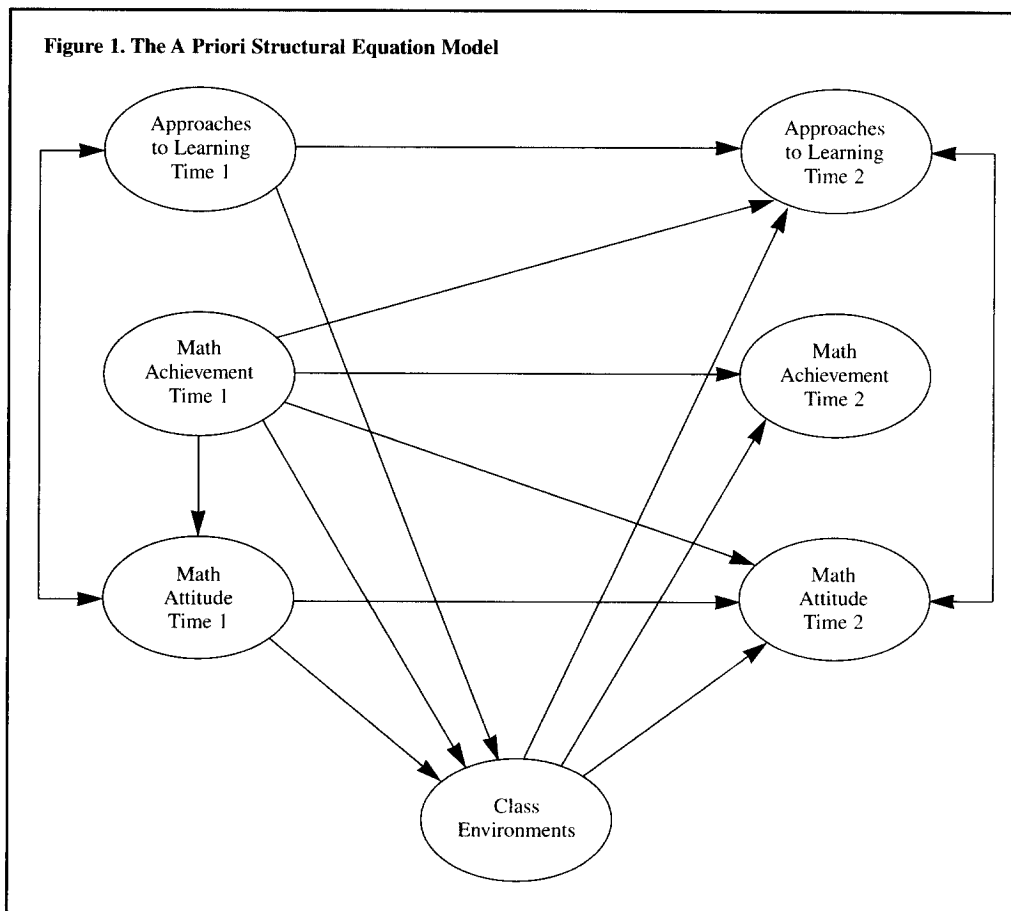 Figure 1. The A Priori Structural Equation Model
Approaches
to Learning
Time 1
Approaches
to Learning
Time 2
Math
Achievement
Time 1
Math
Achievement
Time 2
Math
Attitude
Time 1
Math
Attitude
Time 2
Class
Environments